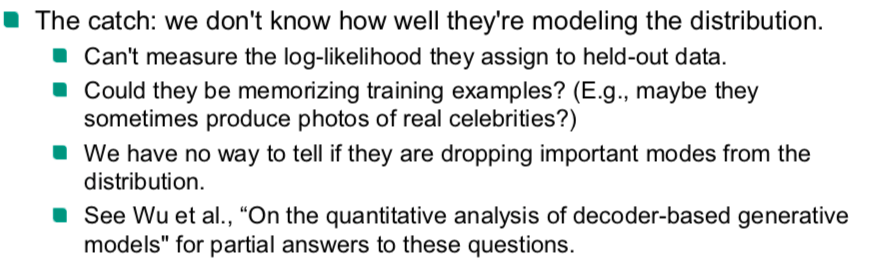 The catch: we don't know how well they're modeling the distribution.
Can't measure the log-likelihood they assign to held-out data.
Could they be memorizing training examples? (E.g., maybe they
sometimes produce photos of real celebrities?)
We have no way to tell if they are dropping important modes from the
distribution.
See Wu et al., “On the quantitative analysis of decoder-based generative
models" for partial answers to these questions.